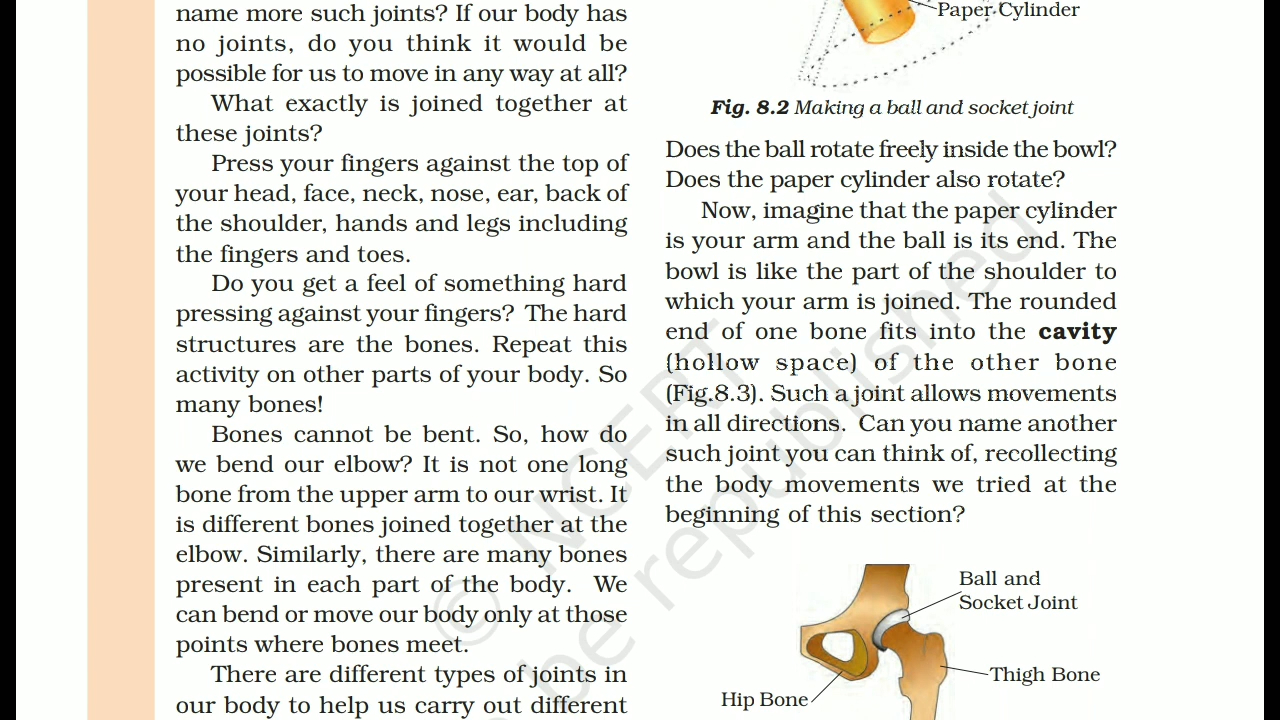 name more such joints? If our body has
no joints, do you think it would be
possible for us to move in any way at all?
What exactly is joined together at
these joints?
Press your fingers against the top of
your head, face, neck, nose, ear, back of
the shoulder, hands and legs including
the fingers and toes.
Do you get a feel of something hard
pressing against your fingers? The hard
structures are the bones. Repeat this
activity on other parts of your body. So
many bones!
Bones cannot be bent. So, how do
we bend our elbow? It is not one long
bone from the upper arm to our wrist. It
is different bones joined together at the
elbow. Similarly, there are many bones
present in each part of the body. We
can bend or move our body only at those
points where bones meet.
There are different types of joints in
our body to help us carry out different
Paper Cylinder
Fig. 8.2 Making a ball and socket joint
Does the ball rotate freely inside the bowl?
Does the paper cylinder also rotate?
Now, imagine that the paper cylinder
is your arm and the ball is its end. The
bowl is like the part of the shoulder to
which your arm is joined. The rounded
end of one bone fits into the cavity
(hollow space) of the other bone
(Fig.8.3). Such a joint allows movements
in all directions. Can you name another
such joint you can think of, recollecting
the body movements we tried at the
beginning of this section?
Ball and
Socket Joint
Thigh Bone
Hip Bone
© NCERT
be republished